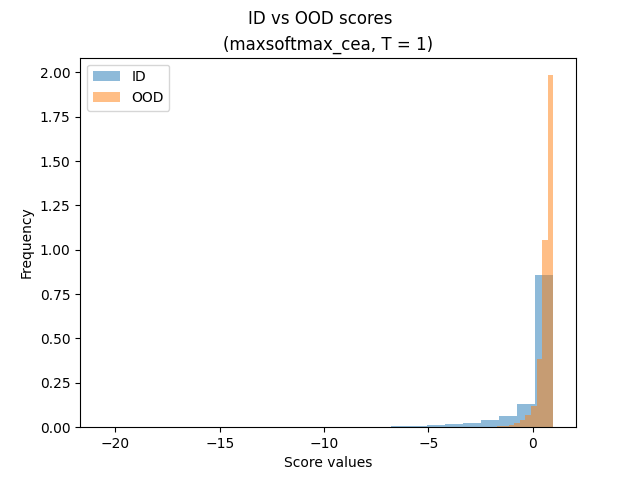 ID vs OOD scores
(maxsoftmax_cea, T = 1)
ID
OOD
2.00
1.75
1.50
1.25
1.00
0.75
0.50
0.25
0.00
Frequency
−20
−15
−10
−5
0
Score values